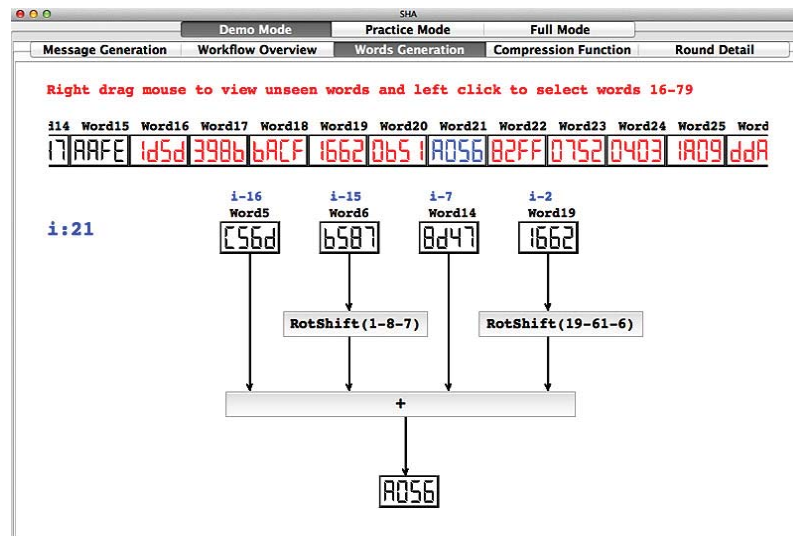 SHA
Demo Mode Practice Mode Full Mode
Message Generation Workflow Overview Words Generation Compression Function Round Detail
Right drag mouse to view unseen words and left click to select words 16-79
i14 Word15 Word16 Word17 Word18 Word19 Word20 Word21 Word22 Word23 Word24 Word25 Word
17 AAFE 1d5d 398b bACF 1662 0b51 A056 82FF 0752 0403 1A09 ddA
i-16 i-15 i-7 i-2
Word5 Word6 Word14 Word19
i:21
C56d b587 8d47 1662
RotShift(1-8-7) RotShift(19-61-6)
+
A056